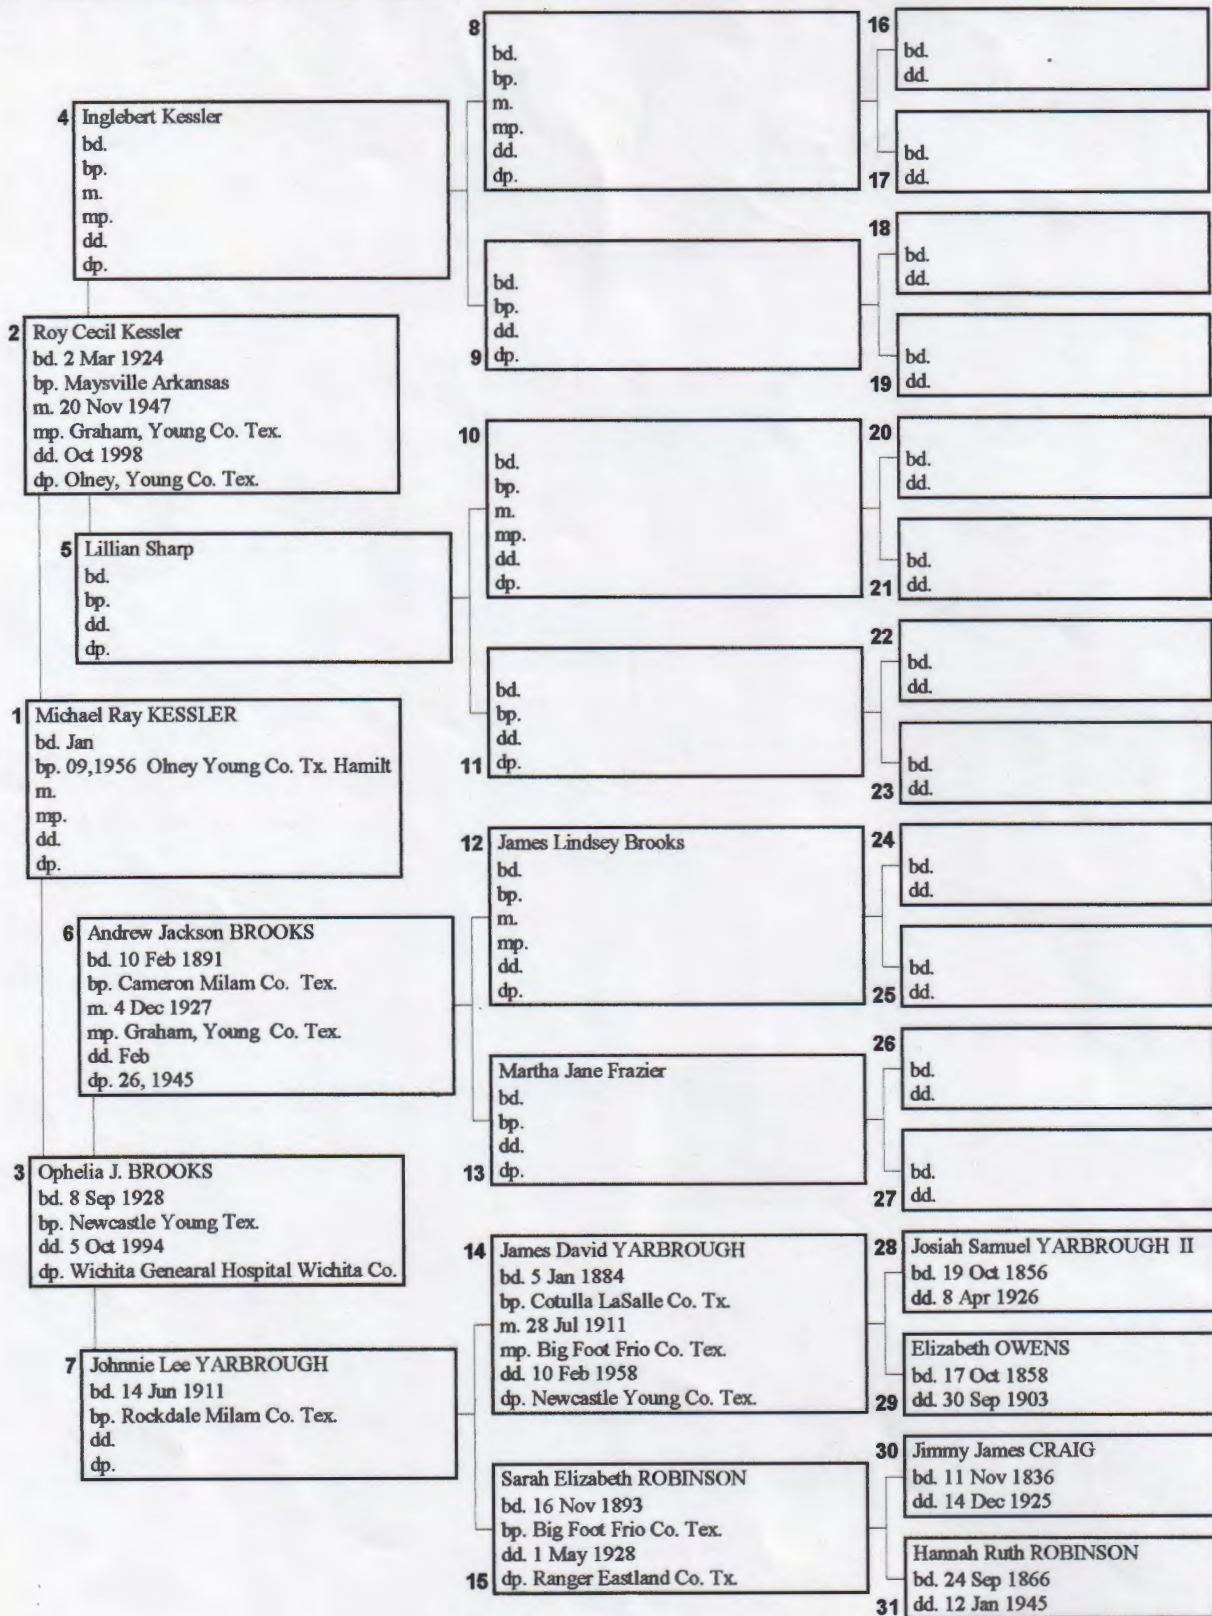 8
bd.
bp.
m.
mp.
dd.
dp.
16
bd.
dd.
17
bd.
dd.
4 Inglebert Kessler
bd.
bp.
m.
mp.
dd.
dp.
9
bd.
bp.
dd.
dp.
18
bd.
dd.
19
bd.
dd.
2 Roy Cecil Kessler
bd. 2 Mar 1924
bp. Maysville Arkansas
m. 20 Nov 1947
mp. Graham, Young Co. Tex.
dd. Oct 1998
dp. Olney, Young Co. Tex.
10
bd.
bp.
m.
mp.
dd.
dp.
20
bd.
dd.
21
bd.
dd.
5 Lillian Sharp
bd.
bp.
dd.
dp.
11
bd.
bp.
dd.
dp.
22
bd.
dd.
23
bd.
dd.
1 Michael Ray KESSLER
bd. Jan
bp. 09,1956 Olney Young Co. Tx. Hamilt
m.
mp.
dd.
dp.
12 James Lindsey Brooks
bd.
bp.
m.
mp.
dd.
dp.
24
bd.
dd.
25
bd.
dd.
6 Andrew Jackson BROOKS
bd. 10 Feb 1891
bp. Cameron Milam Co. Tex.
m. 4 Dec 1927
mp. Graham, Young Co. Tex.
dd. Feb
dp. 26, 1945
Martha Jane Frazier
bd.
bp.
dd.
13 dp.
26
bd.
dd.
27
bd.
dd.
3 Ophelia J. BROOKS
bd. 8 Sep 1928
bp. Newcastle Young Tex.
dd. 5 Oct 1994
dp. Wichita Genearal Hospital Wichita Co.
14 James David YARBROUGH
bd. 5 Jan 1884
bp. Cotulla LaSalle Co. Tx.
m. 28 Jul 1911
mp. Big Foot Frio Co. Tex.
dd. 10 Feb 1958
dp. Newcastle Young Co. Tex.
28 Josiah Samuel YARBROUGH II
bd. 19 Oct 1856
dd. 8 Apr 1926
Elizabeth OWENS
bd. 17 Oct 1858
29 dd. 30 Sep 1903
7 Johnnie Lee YARBROUGH
bd. 14 Jun 1911
bp. Rockdale Milam Co. Tex.
dd.
dp.
Sarah Elizabeth ROBINSON
bd. 16 Nov 1893
bp. Big Foot Frio Co. Tex.
dd. 1 May 1928
15 dp. Ranger Eastland Co. Tx.
30 Jimmy James CRAIG
bd. 11 Nov 1836
dd. 14 Dec 1925
Hannah Ruth ROBINSON
bd. 24 Sep 1866
31 dd. 12 Jan 1945